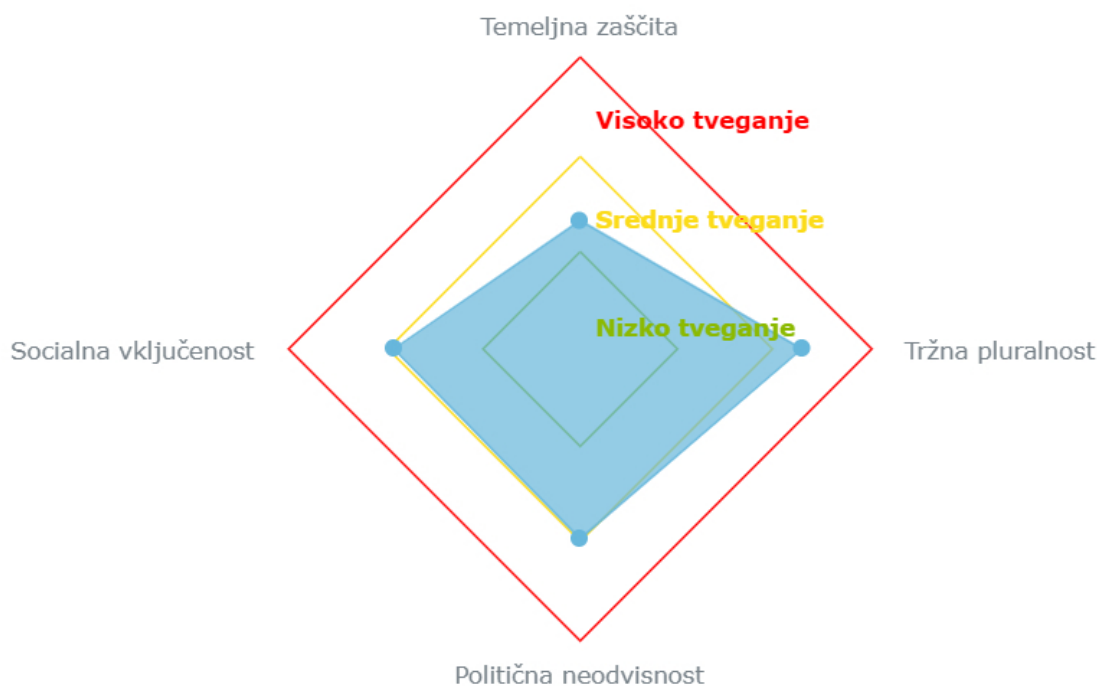 Temeljna zaščita
Visoko tveganje
Srednje tveganje
Nizko tveganje
Socialna vključenost
Tržna pluralnost
Politična neodvisnost